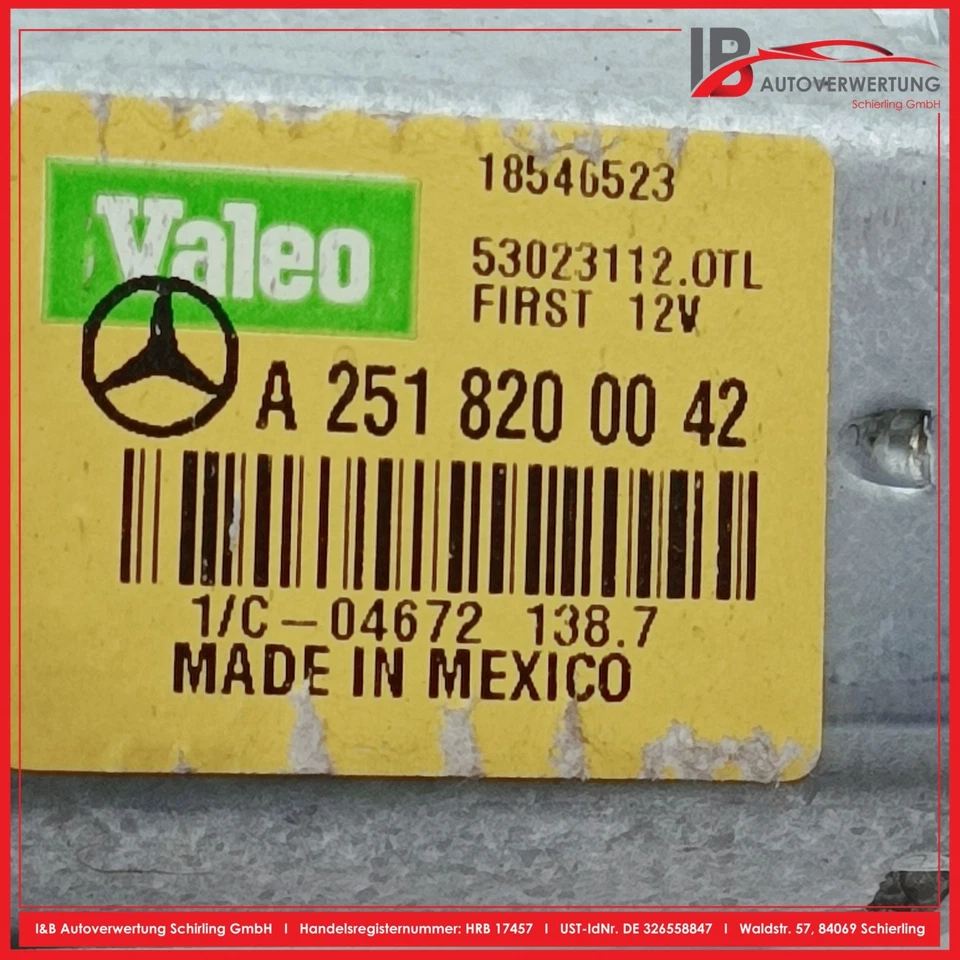 IB
AUTOVERWERTUNG
Schierling GmbH
Valeo
18546523
53023112.OTL
FIRST 12V
A 251 820 00 42
1/C-04672 138.7
MADE IN MEXICO
I&B Autoverwertung Schirling GmbH I Handelsregisternummer: HRB 17457 I UST-IdNr. DE 326558847 I Waldstr. 57, 84069 Schierling